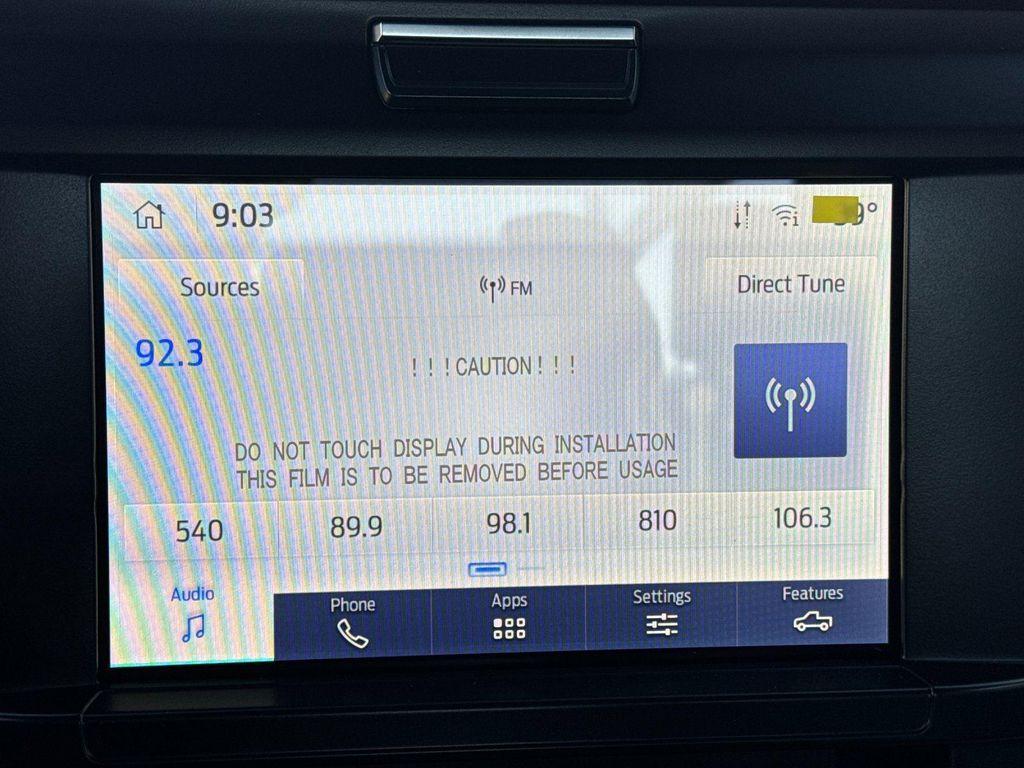 9:03
9°
Sources
FM
Direct Tune
92.3
! ! ! CAUTION ! ! !
DO NOT TOUCH DISPLAY DURING INSTALLATION
THIS FILM IS TO BE REMOVED BEFORE USAGE
540 89.9 98.1 810 106.3
Audio Phone Apps Settings Features